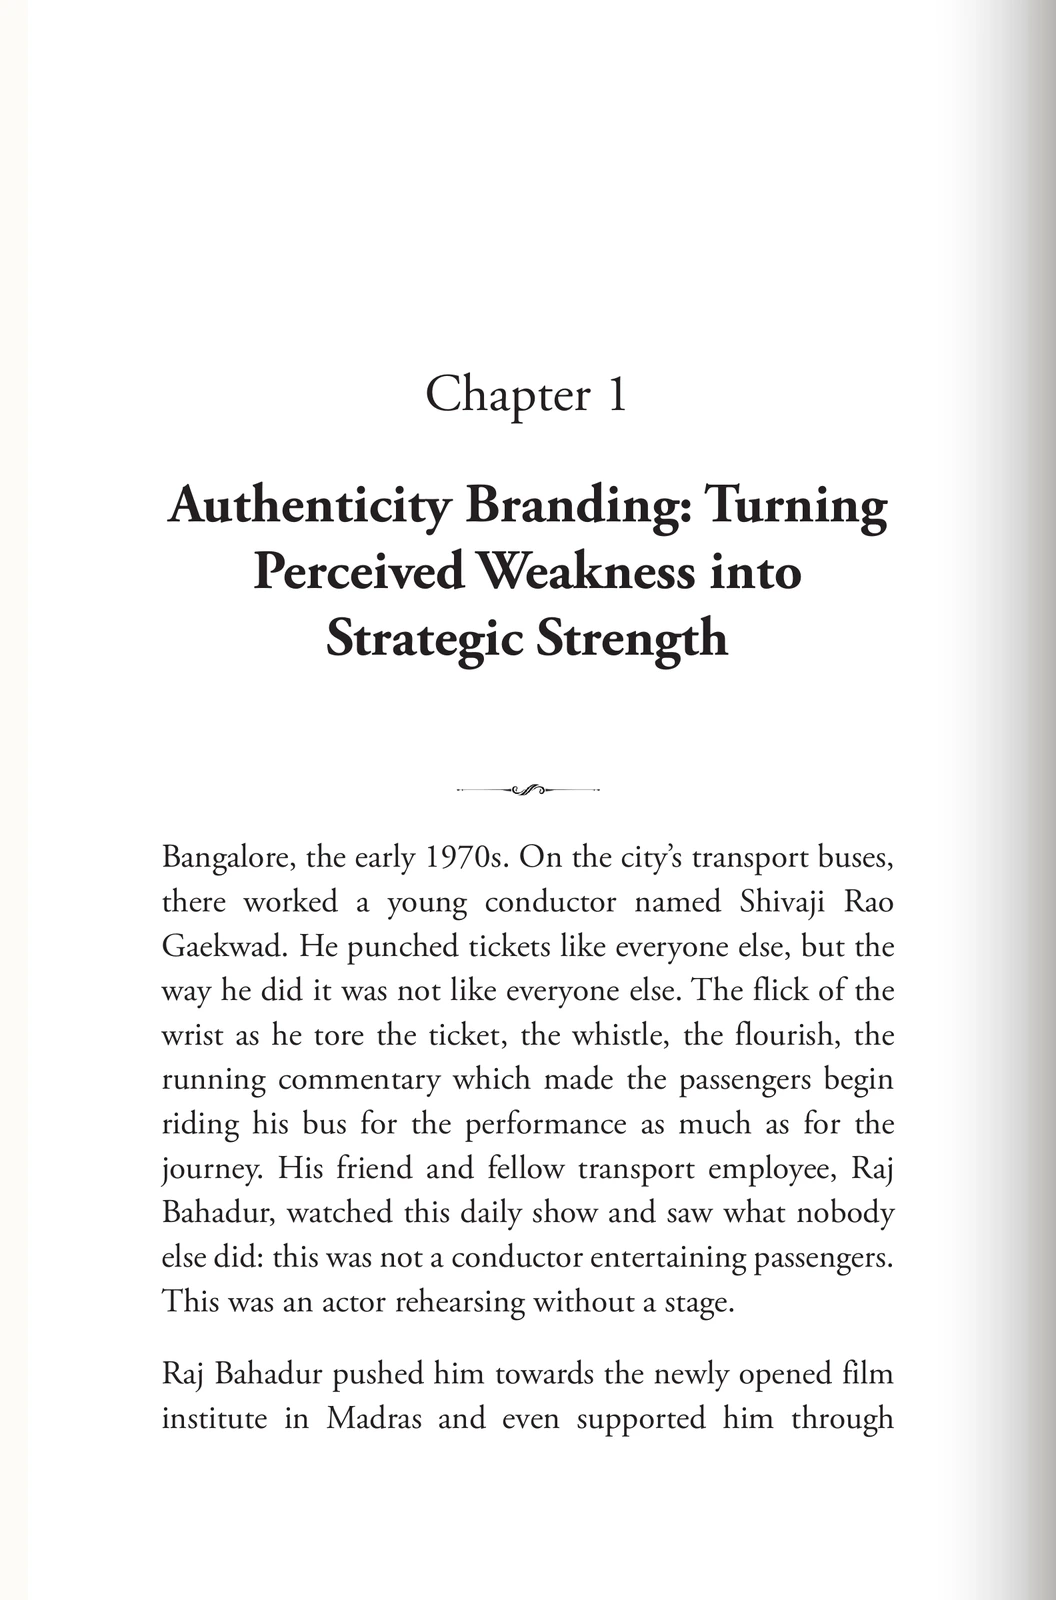 Chapter 1
Authenticity Branding: Turning
Perceived Weakness into
Strategic Strength
Bangalore, the early 1970s. On the city’s transport buses,
there worked a young conductor named Shivaji Rao
Gaekwad. He punched tickets like everyone else, but the
way he did it was not like everyone else. The flick of the
wrist as he tore the ticket, the whistle, the flourish, the
running commentary which made the passengers begin
riding his bus for the performance as much as for the
journey. His friend and fellow transport employee, Raj
Bahadur, watched this daily show and saw what nobody
else did: this was not a conductor entertaining passengers.
This was an actor rehearsing without a stage.
Raj Bahadur pushed him towards the newly opened film
institute in Madras and even supported him through